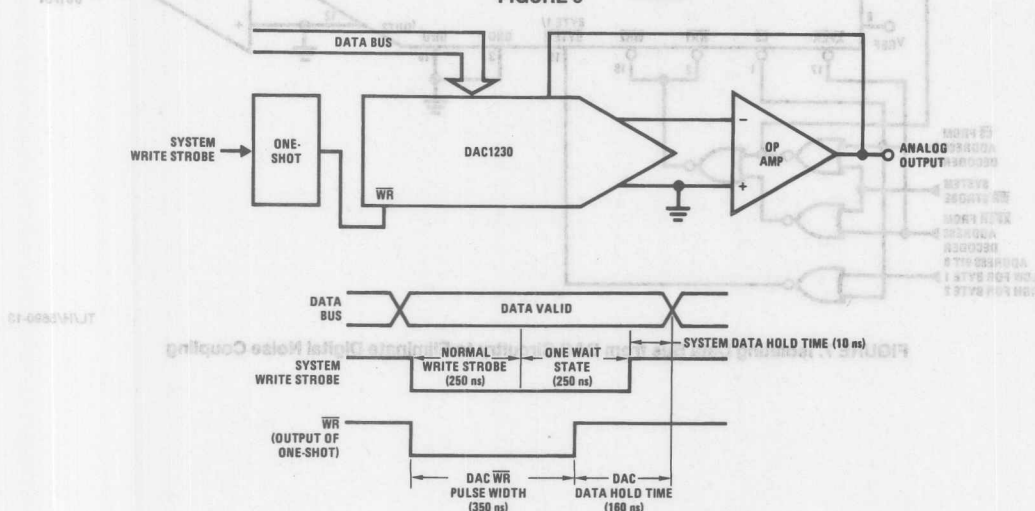 DATA BUS
SYSTEM
WRITE STROBE
ONE-
SHOT
DAC1230
WR
OP
AMP
ANALOG
OUTPUT
DATA
BUS
DATA VALID
SYSTEM DATA HOLD TIME (10 ns)
SYSTEM
WRITE STROBE
NORMAL
WRITE STROBE
(250 ns)
ONE WAIT
STATE
(250 ns)
WR
(OUTPUT OF
ONE-SHOT)
DAC WR
PULSE WIDTH
(350 ns)
DAC
DATA HOLD TIME
(160 ns)